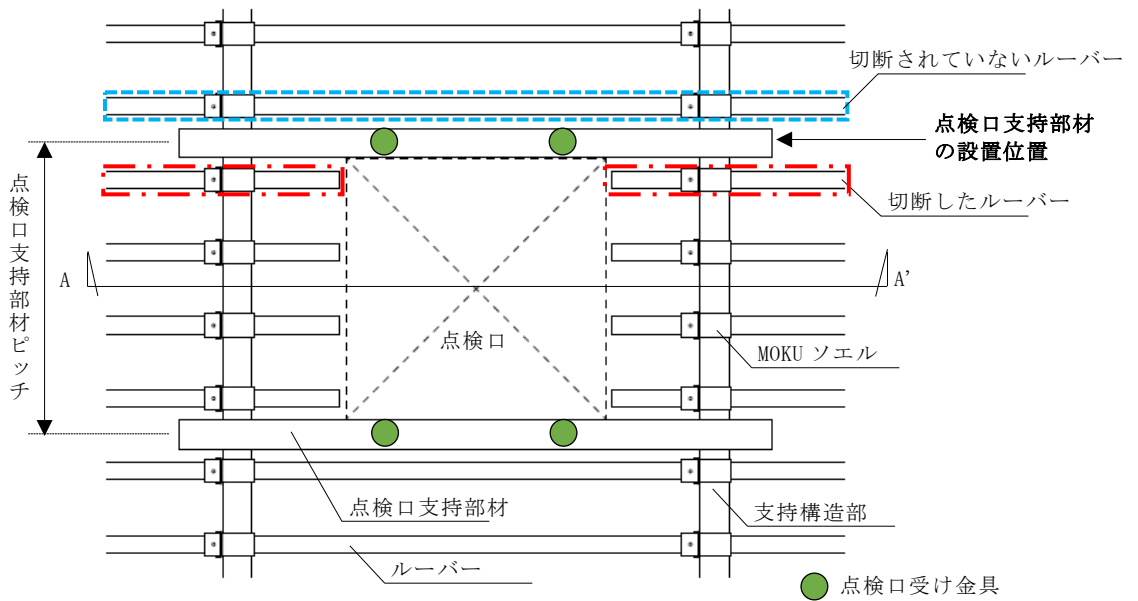 切断されていないルーバー
点検口支持部材
の設置位置
切断したルーバー
点検口支持部材ピッチ
A
A'
点検口
MOKU ソエル
点検口支持部材
支持構造部
ルーバー
点検口受け金具